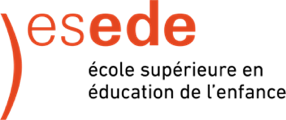 esede
école supérieure en
éducation de l'enfance